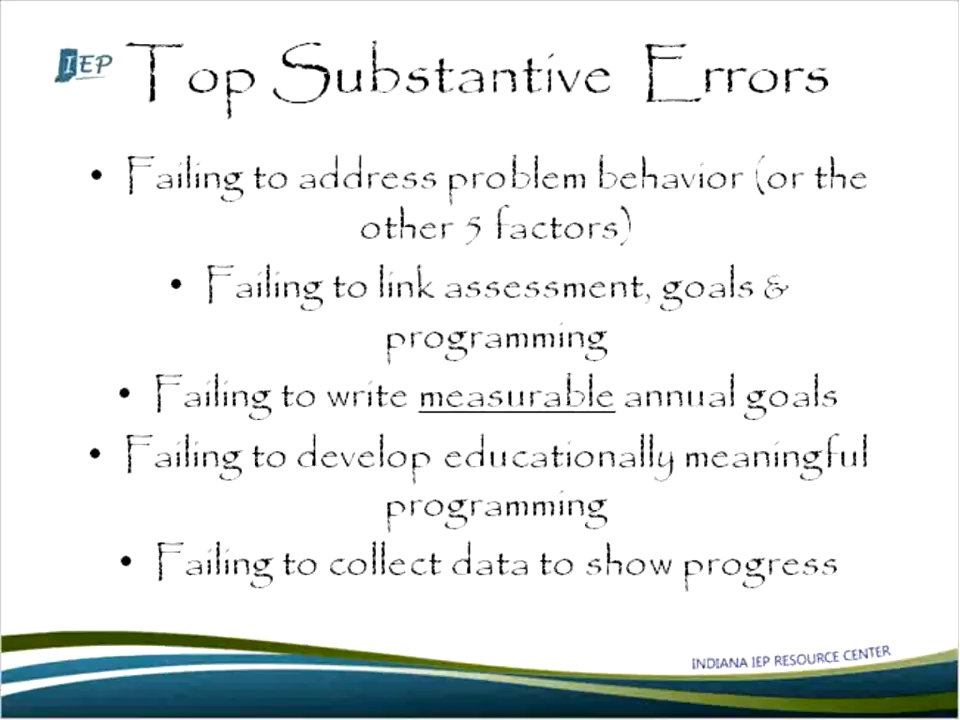 IEP
Top Substantive Errors
• Failing to address problem behavior (or the
other 5 factors)
• Failing to link assessment, goals &
programming
• Failing to write measurable annual goals
• Failing to develop educationally meaningful
programming
• Failing to collect data to show progress
INDIANA IEP RESOURCE CENTER